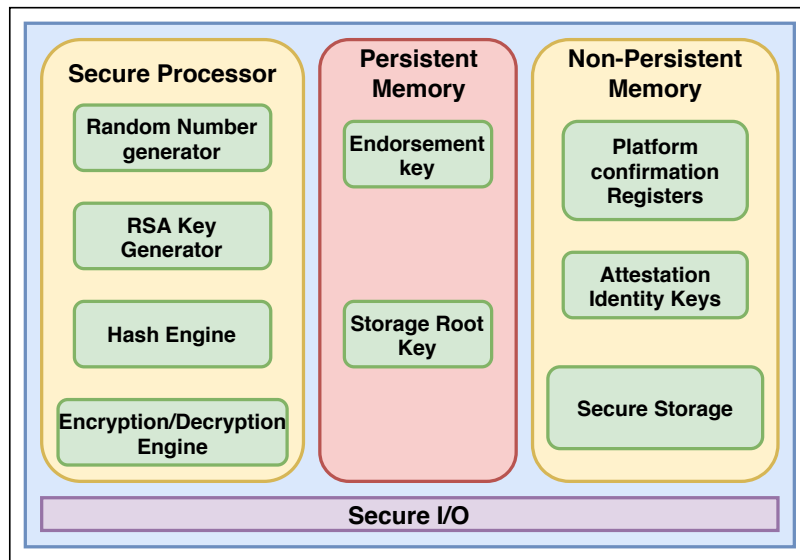 Secure Processor
Random Number
generator
RSA Key
Generator
Hash Engine
Encryption/Decryption
Engine
Persistent
Memory
Endorsement
key
Storage Root
Key
Non-Persistent
Memory
Platform
confirmation
Registers
Attestation
Identity Keys
Secure Storage
Secure I/O